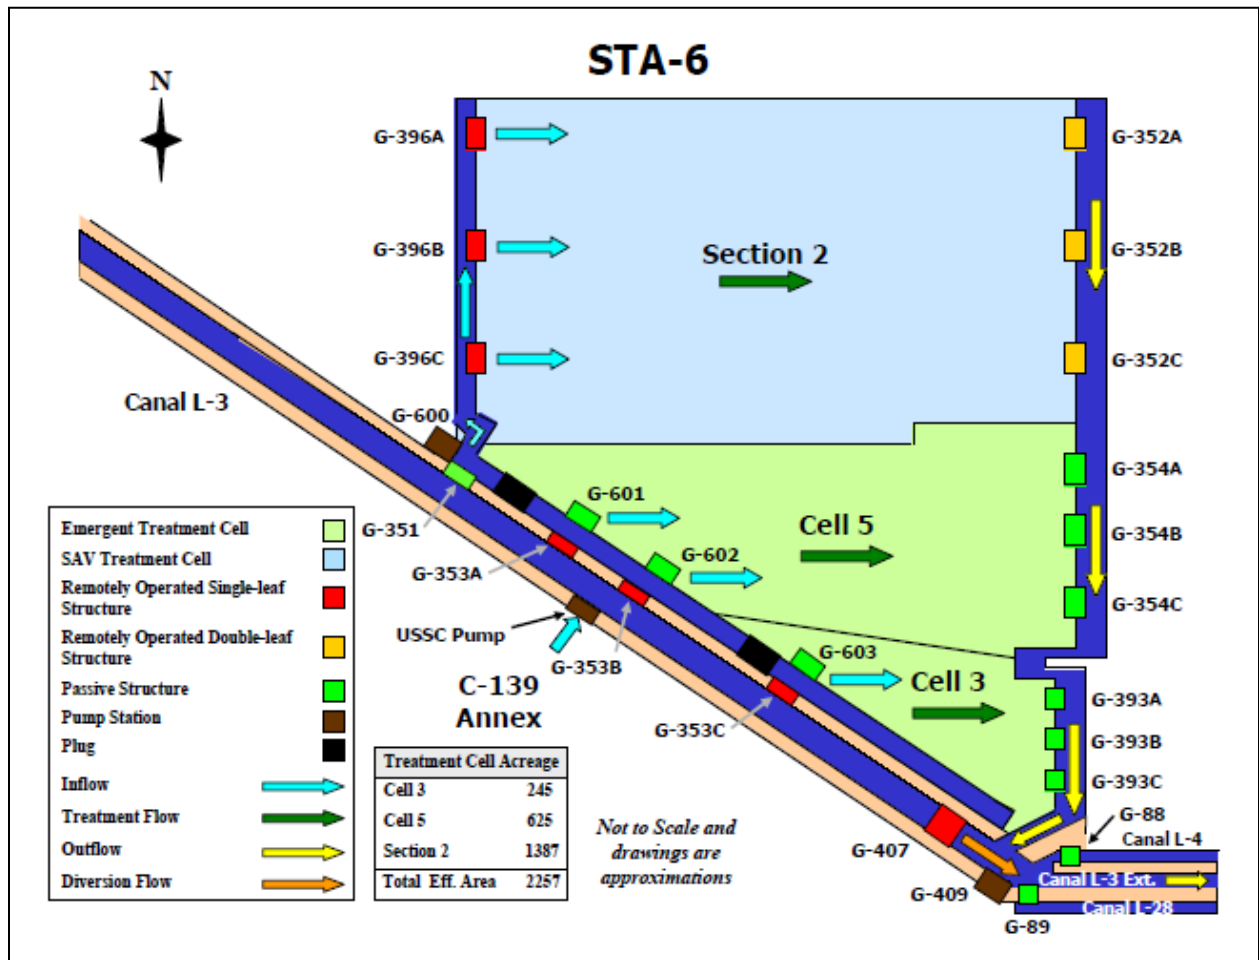 STA-6
N
G-396A
G-352A
G-396B
Section 2
G-352B
G-396C
G-352C
Canal L-3
G-600
G-354A
G-601
G-351
Cell 5
G-354B
G-602
G-353A
G-354C
USSC Pump
G-353B
G-603
C-139
Annex
Cell 3
G-393A
G-353C
G-393B
G-393C
G-88
Canal L-4
G-407
Canal L-3 Ext.
G-409
Canal L-28
G-89
Emergent Treatment Cell
SAV Treatment Cell
Remotely Operated Single-leaf
Structure
Remotely Operated Double-leaf
Structure
Passive Structure
Pump Station
Plug
Inflow
Treatment Flow
Outflow
Diversion Flow
Treatment Cell Acreage
Cell 3 245
Cell 5 625
Section 2 1387
Total Eff. Area 2257
Not to Scale and
drawings are
approximations